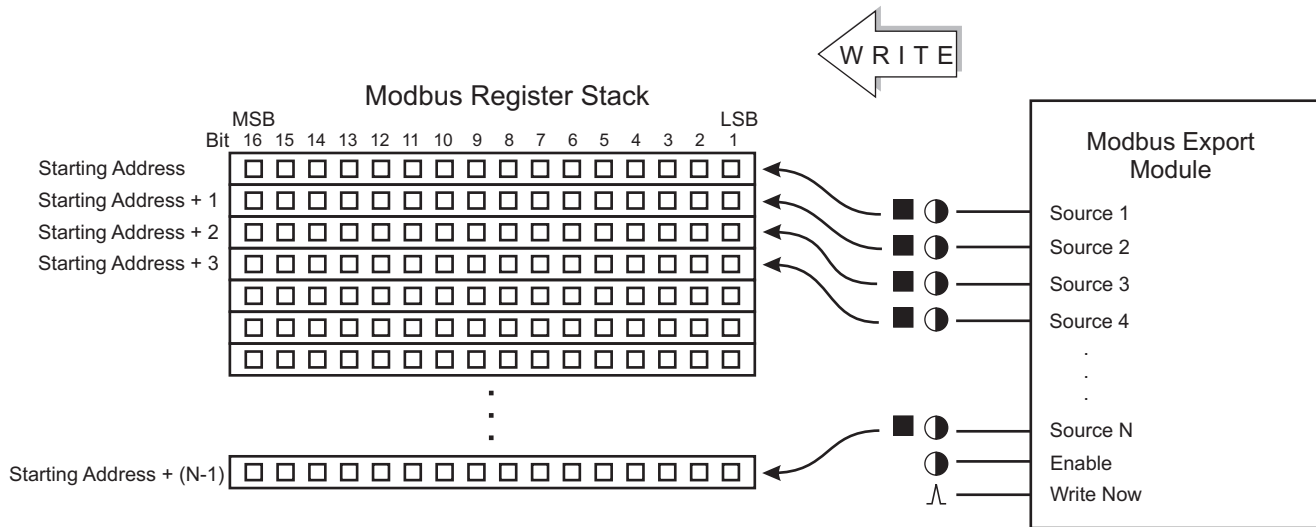 W R I T E
Modbus Register Stack
MSB LSB
Bit 16 15 14 13 12 11 10 9 8 7 6 5 4 3 2 1
Starting Address
Starting Address + 1
Starting Address + 2
Starting Address + 3
Starting Address + (N-1)
Modbus Export
Module
Source 1
Source 2
Source 3
Source 4
.
.
.
Source N
Enable
Write Now